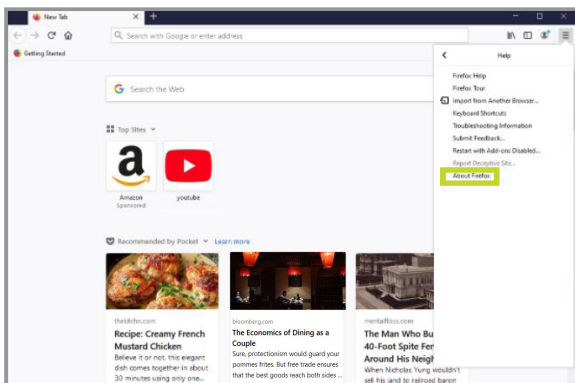 New Tab
Search with Google or enter address
Getting Started
Help
Firefox Help
Firefox Tour
Import from Another Browser...
Keyboard Shortcuts
Troubleshooting Information
Submit Feedback...
Restart with Add-ons Disabled...
Report Deceptive Site...
About Firefox
Search the Web
Top Sites
a
Amazon
Sponsored
youtube
Recommended by Pocket
Learn more
thekitchn.com
Recipe: Creamy French
Mustard Chicken
Believe it or not, this elegant
dish comes together in about
30 minutes using only one...
bloomberg.com
The Economics of Dining as a
Couple
Sure, protectionism would guard your
pommes frites. But free trade ensures
that the best goods reach both sides ...
mentalfloss.com
The Man Who Bu
40-Foot Spite Fen
Around His Neigh
When Nicholas Yung wouldn't
sell his land to railroad baron